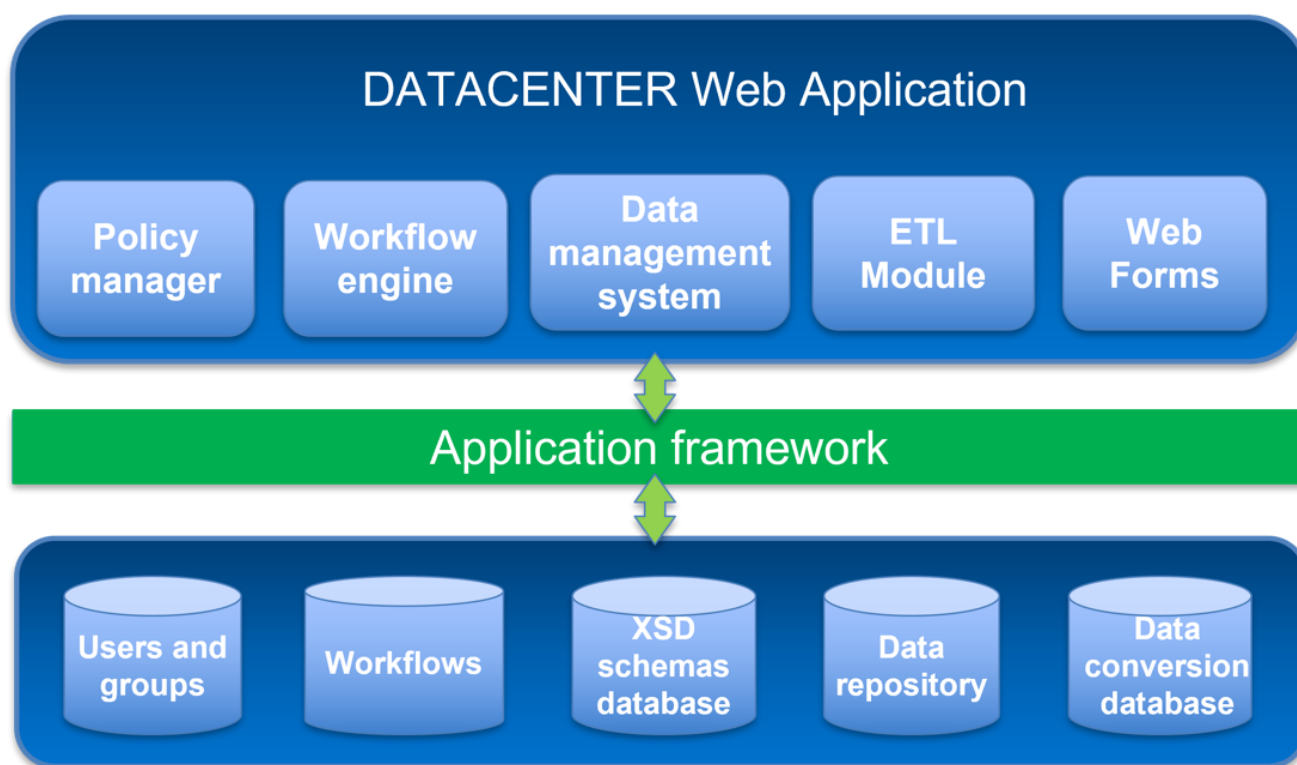 DATACENTER Web Application
Policy
manager
Workflow
engine
Data
management
system
ETL
Module
Web
Forms
Application framework
Users and
groups
Workflows
XSD
schemas
database
Data
repository
Data
conversion
database